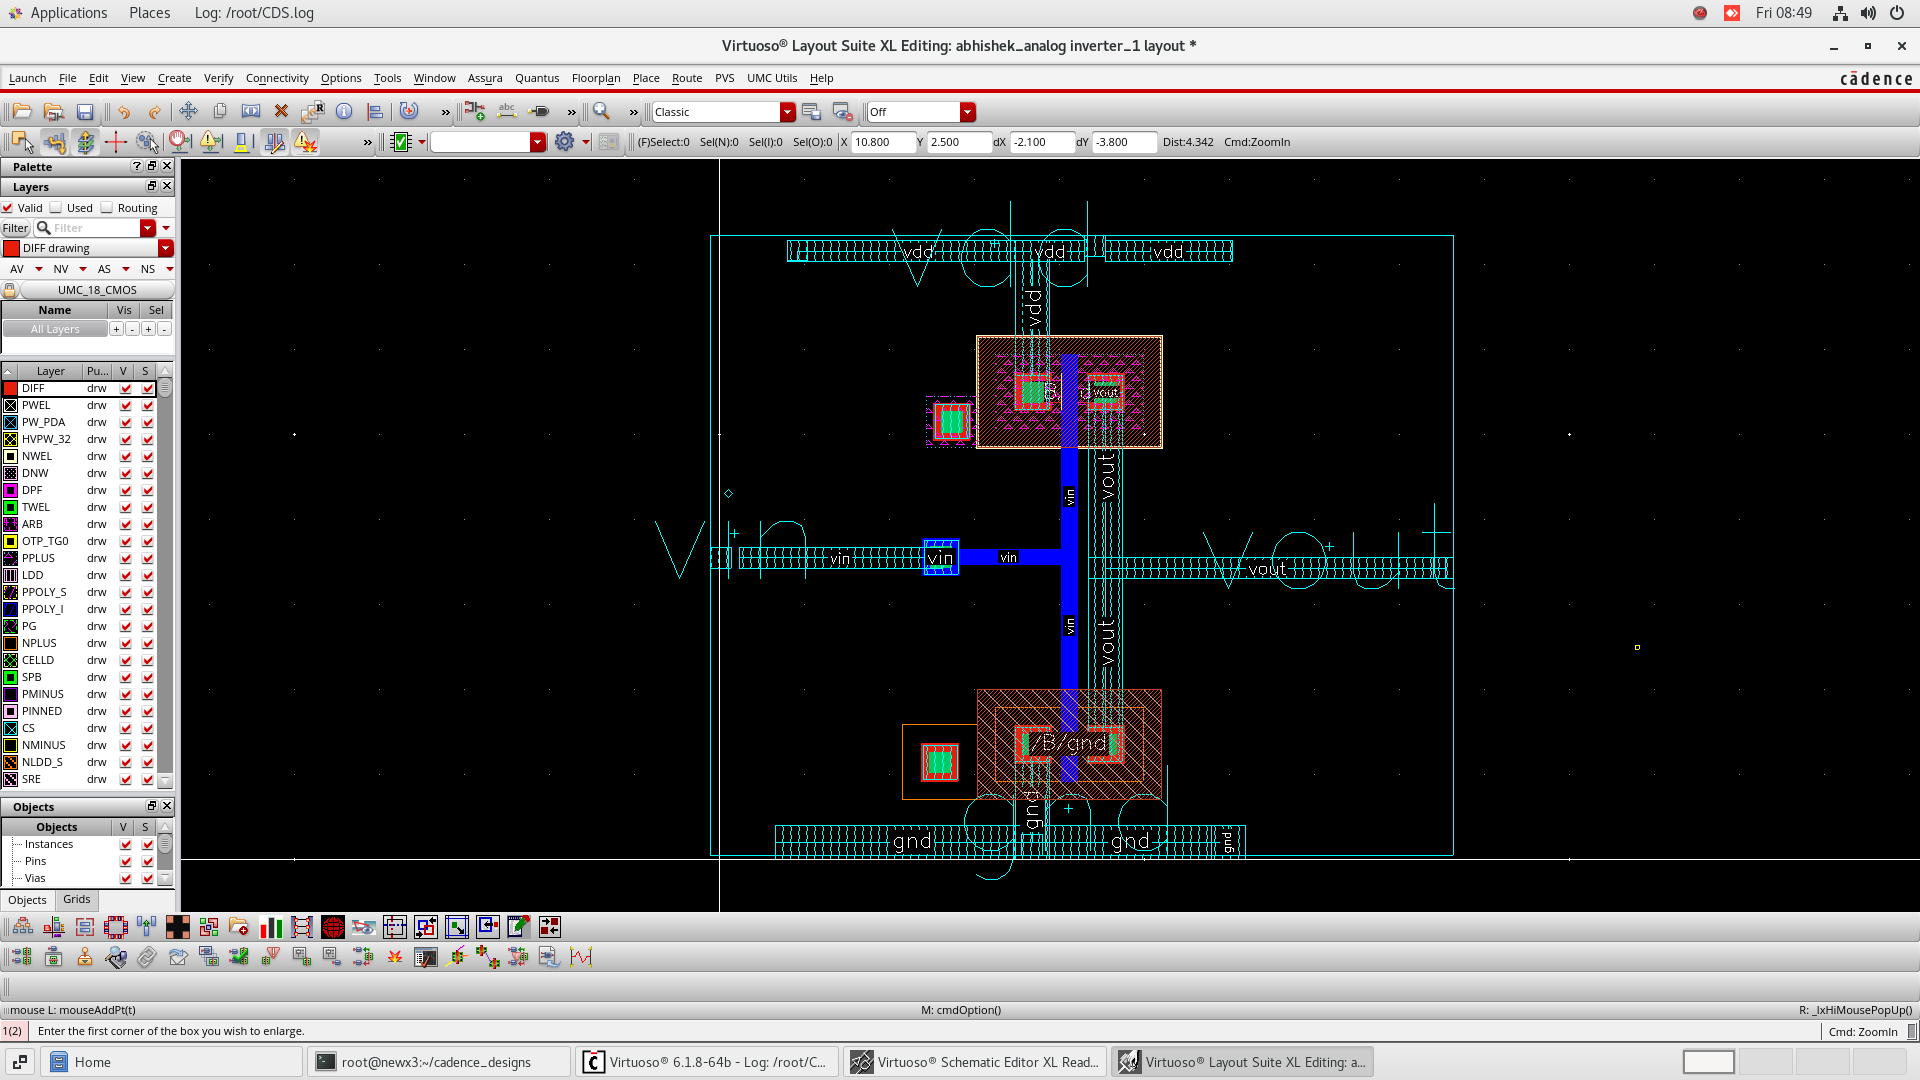 Applications Places Log: /root/CDS.log Fri 08:49
Virtuoso® Layout Suite XL Editing: abhishek_analog inverter_1 layout *
Launch File Edit View Create Verify Connectivity Options Tools Window Assura Quantus Floorplan Place Route PVS UMC Utils Help cādence
Classic Off
(F)Select:0 Sel(N):0 Sel(I):0 Sel(O):0 X 10.800 Y 2.500 dX -2.100 dY -3.800 Dist:4.342 Cmd:ZoomIn
Palette
Layers
Valid Used Routing
Filter Filter
DIFF drawing
AV NV AS NS
UMC_18_CMOS
Name Vis Sel
All Layers + - + -
Layer Pu... V S
DIFF drw
PWEL drw
PW_PDA drw
HVPW_32 drw
NWEL drw
DNW drw
DPF drw
TWEL drw
ARB drw
OTP_TG0 drw
PPLUS drw
LDD drw
PPOLY_S drw
PPOLY_I drw
PG drw
NPLUS drw
CELLD drw
SPB drw
PMINUS drw
PINNED drw
CS drw
NMINUS drw
NLDD_S drw
SRE drw
Objects
Objects V S
Instances
Pins
Vias
Objects Grids
vdd
vdd vdd vdd
vdd
vout
vout
vin
vin
vin vin vin
vout
vout
vin
vout
/B/gnd
gnd
gnd gnd gnd
mouse L: mouseAddPt(t) M: cmdOption() R: _lxHiMousePopUp()
1(2) Enter the first corner of the box you wish to enlarge. Cmd: ZoomIn
Home root@newx3:~/cadence_designs Virtuoso® 6.1.8-64b - Log: /root/C... Virtuoso® Schematic Editor XL Read... Virtuoso® Layout Suite XL Editing: a...